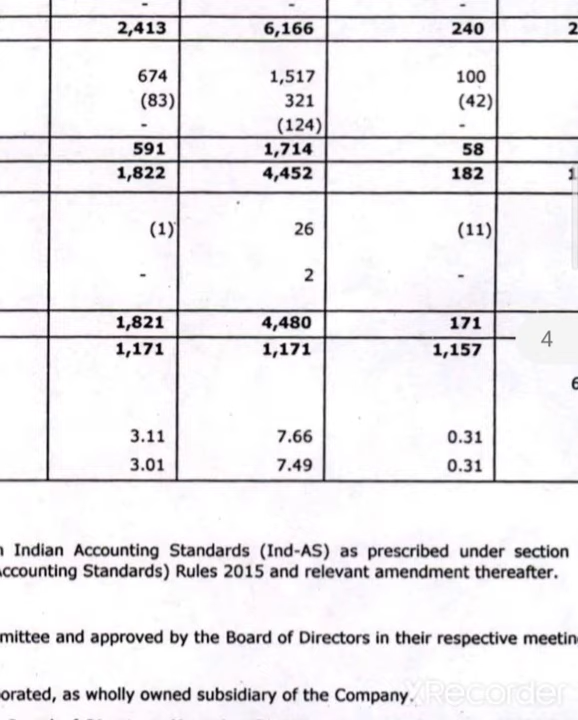 - - -
2,413 6,166 240 2
674 1,517 100
(83) 321 (42)
- (124) -
591 1,714 58
1,822 4,452 182 1
(1) 26 (11)
- 2 -
1,821 4,480 171
1,171 1,171 1,157
4
6
3.11 7.66 0.31
3.01 7.49 0.31
Indian Accounting Standards (Ind-AS) as prescribed under section
Accounting Standards) Rules 2015 and relevant amendment thereafter.
mittee and approved by the Board of Directors in their respective meetin
orated, as wholly owned subsidiary of the Company.
XRecorder